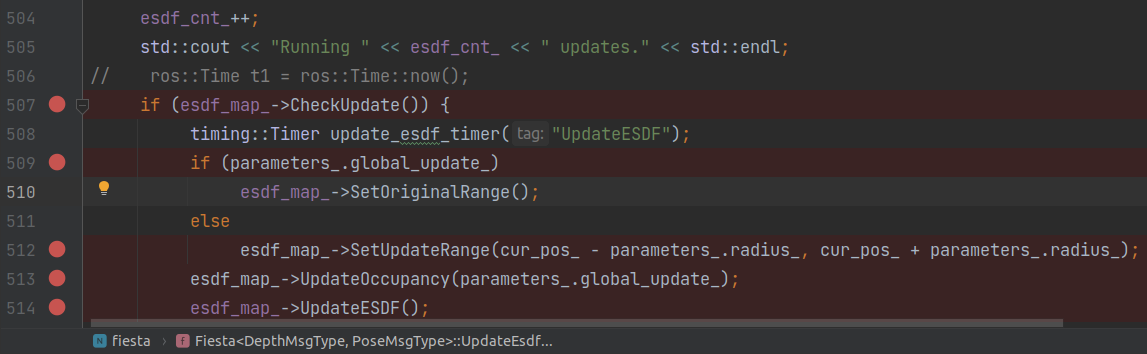 504 esdf_cnt_++;
505 std::cout << "Running " << esdf_cnt_ << " updates." << std::endl;
506 // ros::Time t1 = ros::Time::now();
507 if (esdf_map_->CheckUpdate()) {
508 timing::Timer update_esdf_timer( tag: "UpdateESDF");
509 if (parameters_.global_update_)
510 esdf_map_->SetOriginalRange();
511 else
512 esdf_map_->SetUpdateRange(cur_pos_ - parameters_.radius_, cur_pos_ + parameters_.radius_);
513 esdf_map_->UpdateOccupancy(parameters_.global_update_);
514 esdf_map_->UpdateESDF();
N fiesta › f Fiesta<DepthMsgType, PoseMsgType>::UpdateEsdf...